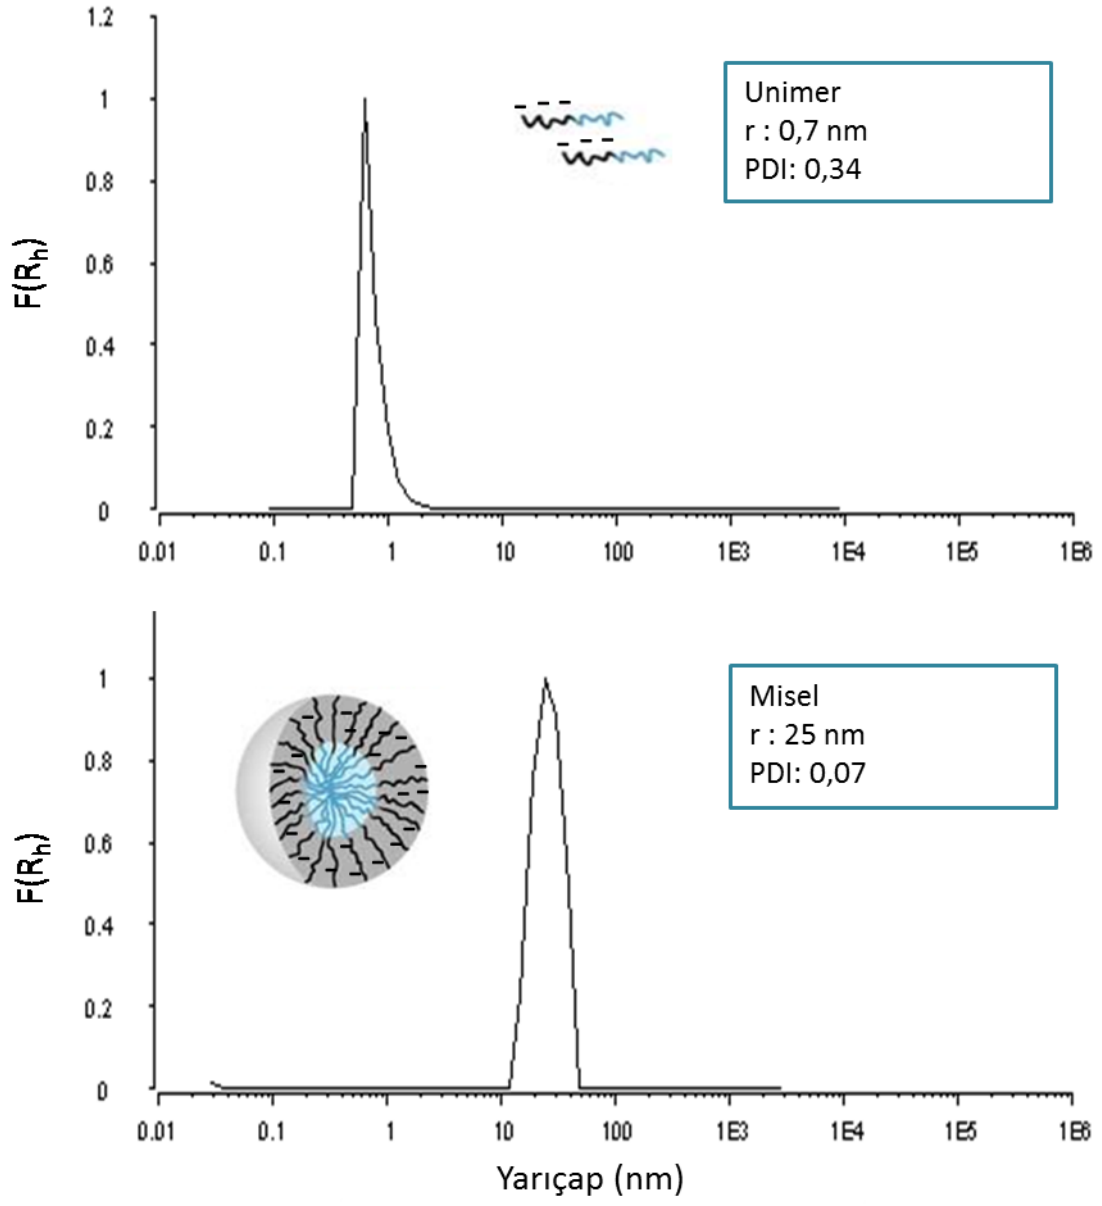 1.2
1
0.8
0.6
0.4
0.2
0
F(Rh)
Unimer
r : 0,7 nm
PDI: 0,34
0.01 0.1 1 10 100 1E3 1E4 1E5 1E6
1
0.8
0.6
0.4
0.2
0
F(Rh)
Misel
r : 25 nm
PDI: 0,07
0.01 0.1 1 10 100 1E3 1E4 1E5 1E6
Yarıçap (nm)